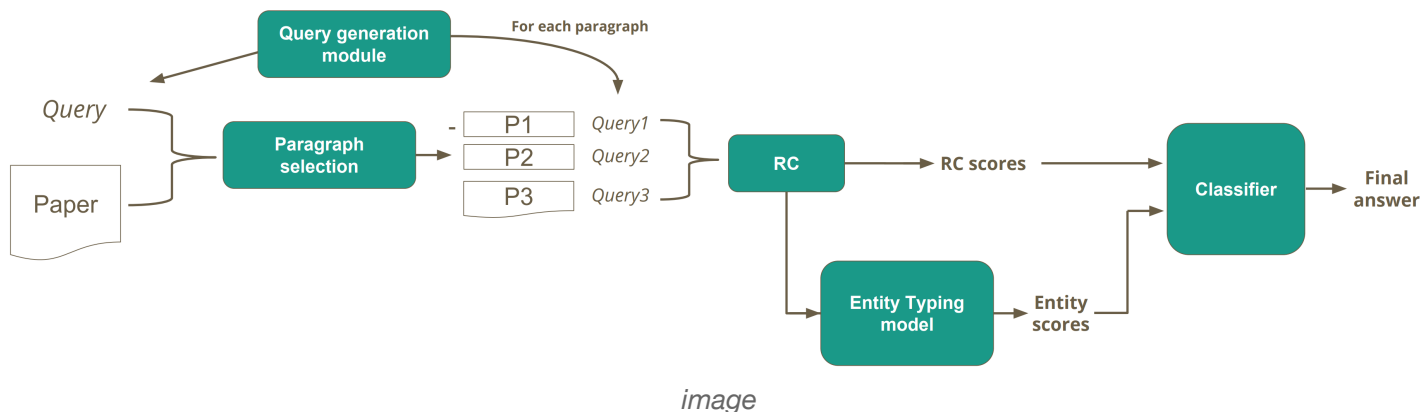 Query generation
module
For each paragraph
Query
Paper
Paragraph
selection
- P1 Query1
P2 Query2
P3 Query3
RC
RC scores
Entity Typing
model
Entity
scores
Classifier
Final
answer
image